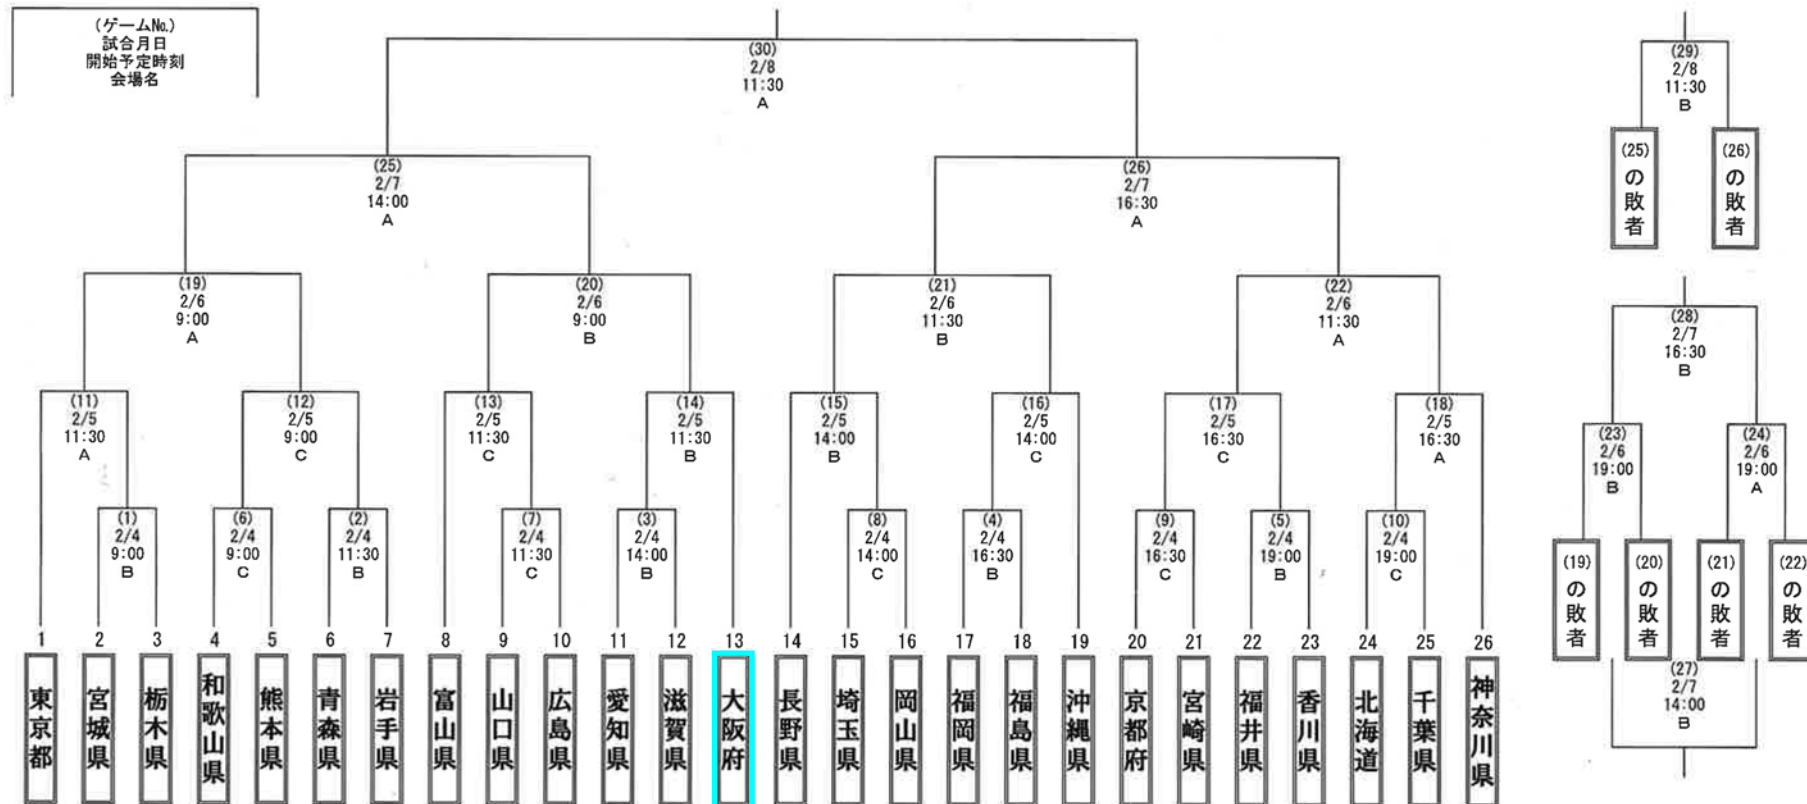 (ゲームNo.)
試合月日
開始予定時刻
会場名
(30)
2/8
11:30
A
(25)
2/7
14:00
A
(26)
2/7
16:30
A
(19)
2/6
9:00
A
(20)
2/6
9:00
B
(21)
2/6
11:30
B
(22)
2/6
11:30
A
(11)
2/5
11:30
A
(12)
2/5
9:00
C
(13)
2/5
11:30
C
(14)
2/5
11:30
B
(15)
2/5
14:00
B
(16)
2/5
14:00
C
(17)
2/5
16:30
C
(18)
2/5
16:30
A
(1)
2/4
9:00
B
(6)
2/4
9:00
C
(2)
2/4
11:30
B
(7)
2/4
11:30
C
(3)
2/4
14:00
B
(8)
2/4
14:00
C
(4)
2/4
16:30
B
(9)
2/4
16:30
C
(5)
2/4
19:00
B
(10)
2/4
19:00
C
1
東京都
2
宮城県
3
栃木県
4
和歌山県
5
熊本県
6
青森県
7
岩手県
8
富山県
9
山口県
10
広島県
11
愛知県
12
滋賀県
13
大阪府
14
長野県
15
埼玉県
16
岡山県
17
福岡県
18
福島県
19
沖縄県
20
京都府
21
宮崎県
22
福井県
23
香川県
24
北海道
25
千葉県
26
神奈川県
(29)
2/8
11:30
B
(25)の敗者
(26)の敗者
(28)
2/7
16:30
B
(23)
2/6
19:00
B
(24)
2/6
19:00
A
(19)の敗者
(20)の敗者
(21)の敗者
(22)の敗者
(27)
2/7
14:00
B